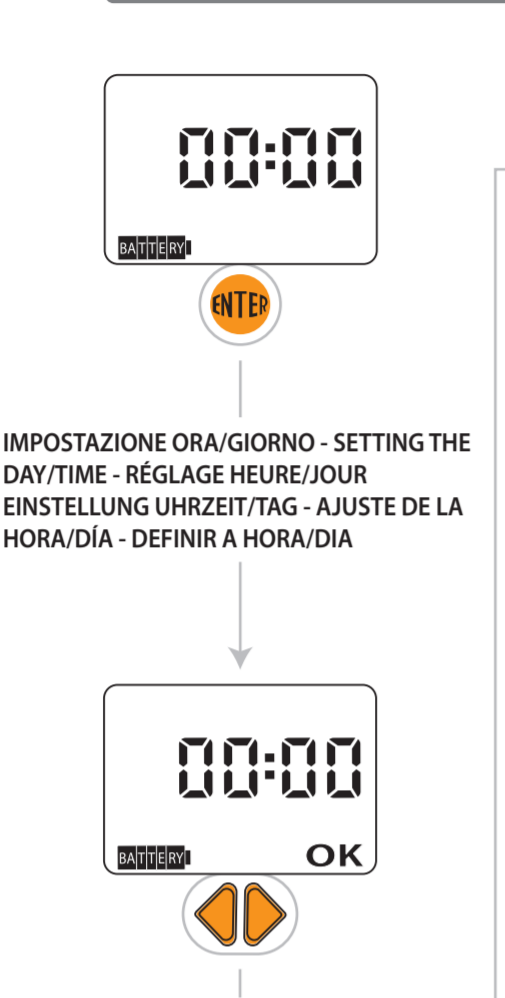 00:00
BATTERY
ENTER
IMPOSTAZIONE ORA/GIORNO - SETTING THE
DAY/TIME - RÉGLAGE HEURE/JOUR
EINSTELLUNG UHRZEIT/TAG - AJUSTE DE LA
HORA/DÍA - DEFINIR A HORA/DIA
00:00
BATTERY OK